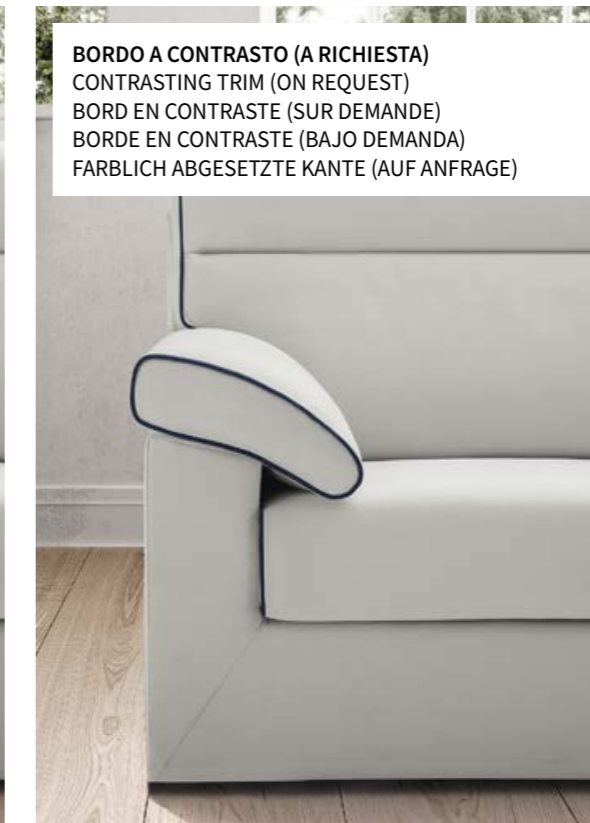 BORDO A CONTRASTO (A RICHIESTA)
CONTRASTING TRIM (ON REQUEST)
BORD EN CONTRASTE (SUR DEMANDE)
BORDE EN CONTRASTE (BAJO DEMANDA)
FARBLICH ABGESETZTE KANTE (AUF ANFRAGE)